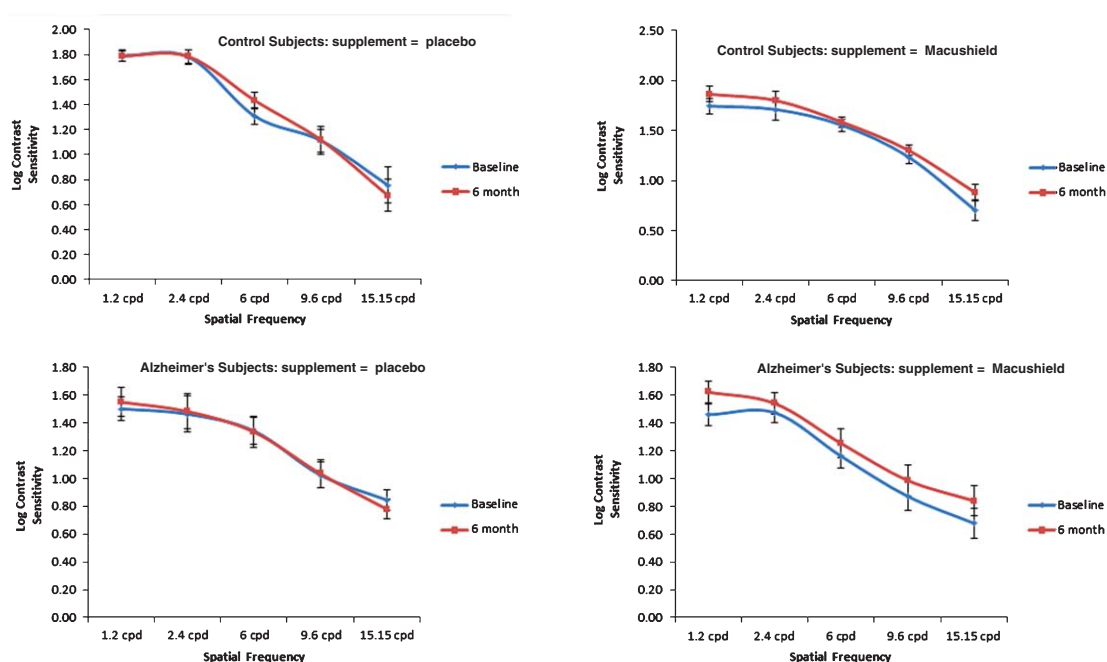 Control Subjects: supplement = placebo
2.00
1.80
1.60
1.40
1.20
1.00
0.80
0.60
0.40
0.20
0.00
Log Contrast
Sensitivity
1.2 cpd 2.4 cpd 6 cpd 9.6 cpd 15.15 cpd
Spatial Frequency
Baseline
6 month
Control Subjects: supplement = Macushield
2.50
2.00
1.50
1.00
0.50
0.00
Log Contrast
Sensitivity
1.2 cpd 2.4 cpd 6 cpd 9.6 cpd 15.15 cpd
Spatial Frequency
Baseline
6 month
Alzheimer's Subjects: supplement = placebo
1.80
1.60
1.40
1.20
1.00
0.80
0.60
0.40
0.20
0.00
Log Contrast
Sensitivity
1.2 cpd 2.4 cpd 6 cpd 9.6 cpd 15.15 cpd
Spatial Frequency
Baseline
6 month
Alzheimer's Subjects: supplement = Macushield
1.80
1.60
1.40
1.20
1.00
0.80
0.60
0.40
0.20
0.00
Log Contrast
Sensitivity
1.2 cpd 2.4 cpd 6 cpd 9.6 cpd 15.15 cpd
Spatial Frequency
Baseline
6 month